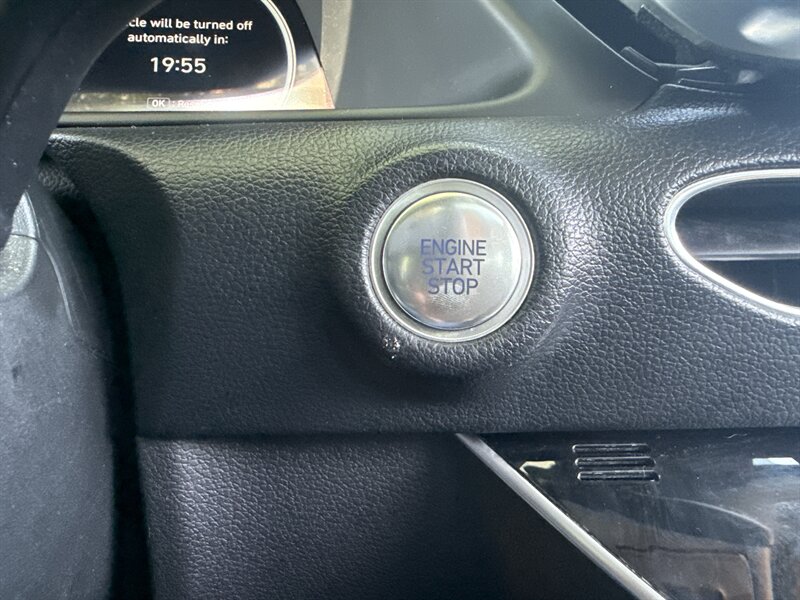 cle will be turned off
automatically in:
19:55
OK :
ENGINE
START
STOP